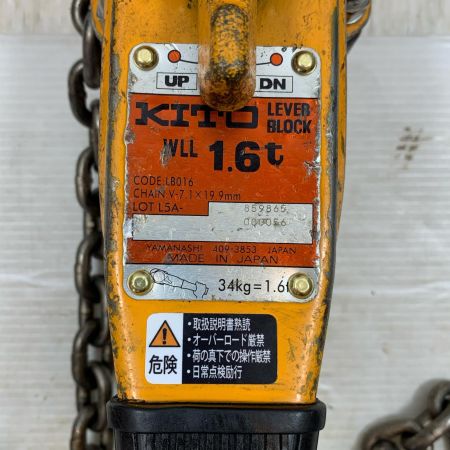 UP DN
KITO LEVER BLOCK
WLL 1.6t
CODE LB016
CHAIN V-7.1×19.9mm
LOT L5A- 859865
000056
YAMANASHI 409-3853 JAPAN
MADE IN JAPAN
34kg=1.6t
危険
・取扱説明書熟読
・オーバーロード厳禁
・荷の真下での操作厳禁
・日常点検励行